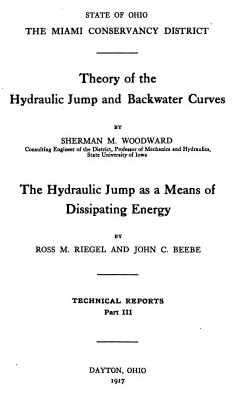 STATE OF OHIO
THE MIAMI CONSERVANCY DISTRICT
Theory of the
Hydraulic Jump and Backwater Curves
BY
SHERMAN M. WOODWARD
Consulting Engineer of the District, Professor of Mechanics and Hydraulics,
State University of Iowa
The Hydraulic Jump as a Means of
Dissipating Energy
BY
ROSS M. RIEGEL AND JOHN C. BEEBE
TECHNICAL REPORTS
Part III
DAYTON, OHIO
1917